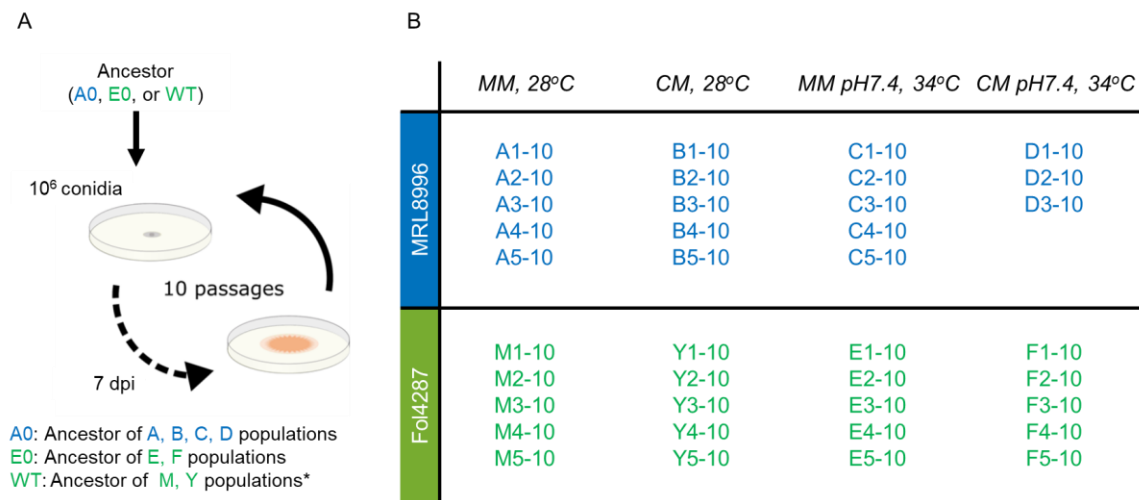 A
Ancestor
(A0, E0, or WT)
10⁶ conidia
10 passages
7 dpi
A0: Ancestor of A, B, C, D populations
E0: Ancestor of E, F populations
WT: Ancestor of M, Y populations*
B
MM, 28°C CM, 28°C MM pH7.4, 34°C CM pH7.4, 34°C
MRL8996
A1-10 B1-10 C1-10 D1-10
A2-10 B2-10 C2-10 D2-10
A3-10 B3-10 C3-10 D3-10
A4-10 B4-10 C4-10
A5-10 B5-10 C5-10
Fol4287
M1-10 Y1-10 E1-10 F1-10
M2-10 Y2-10 E2-10 F2-10
M3-10 Y3-10 E3-10 F3-10
M4-10 Y4-10 E4-10 F4-10
M5-10 Y5-10 E5-10 F5-10